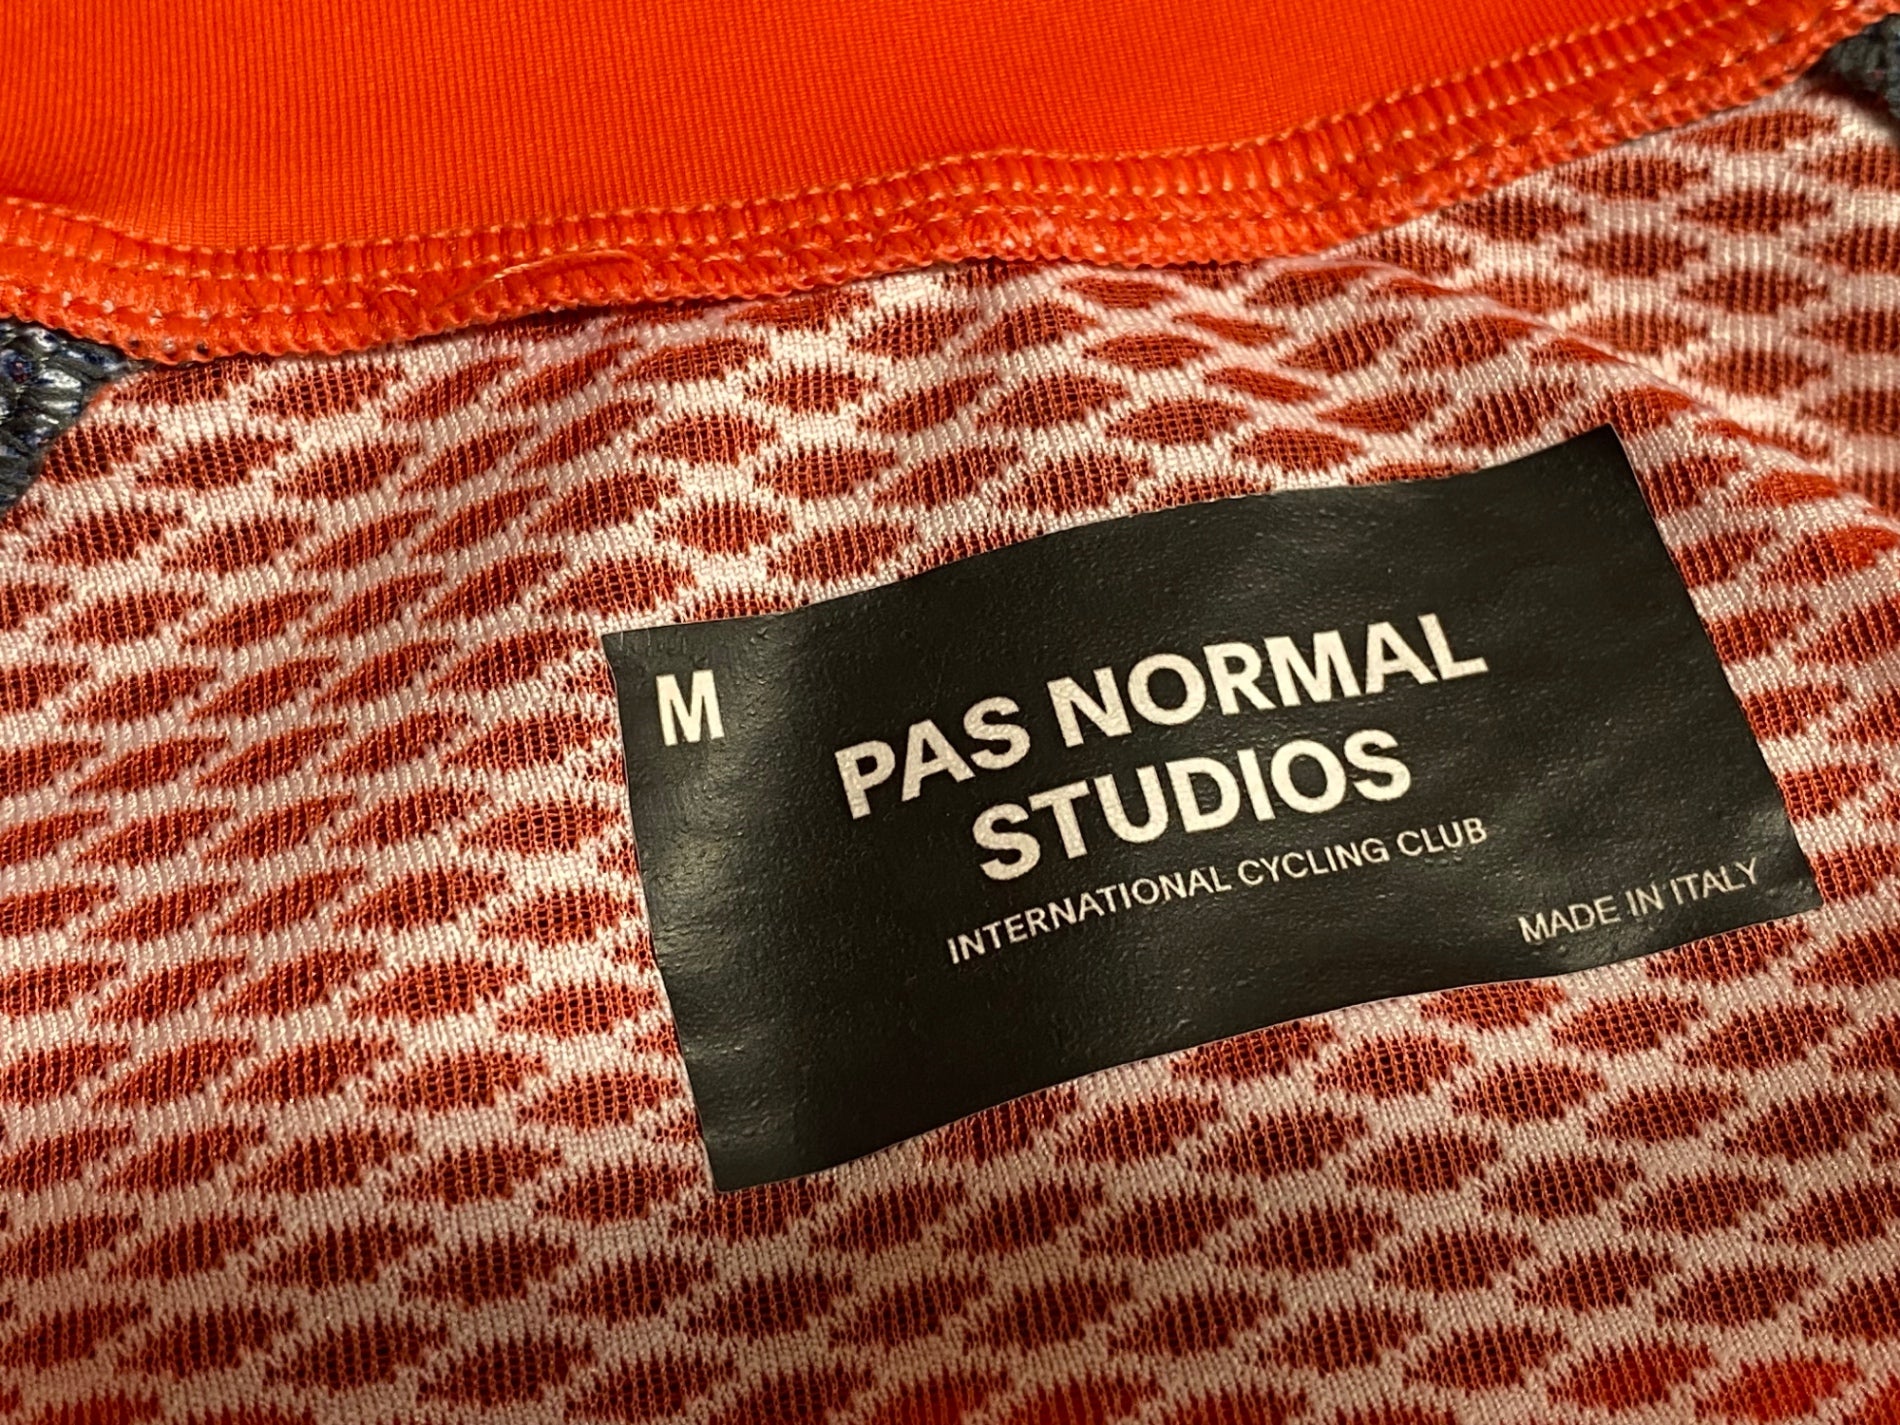 M
PAS NORMAL
STUDIOS
INTERNATIONAL CYCLING CLUB
MADE IN ITALY